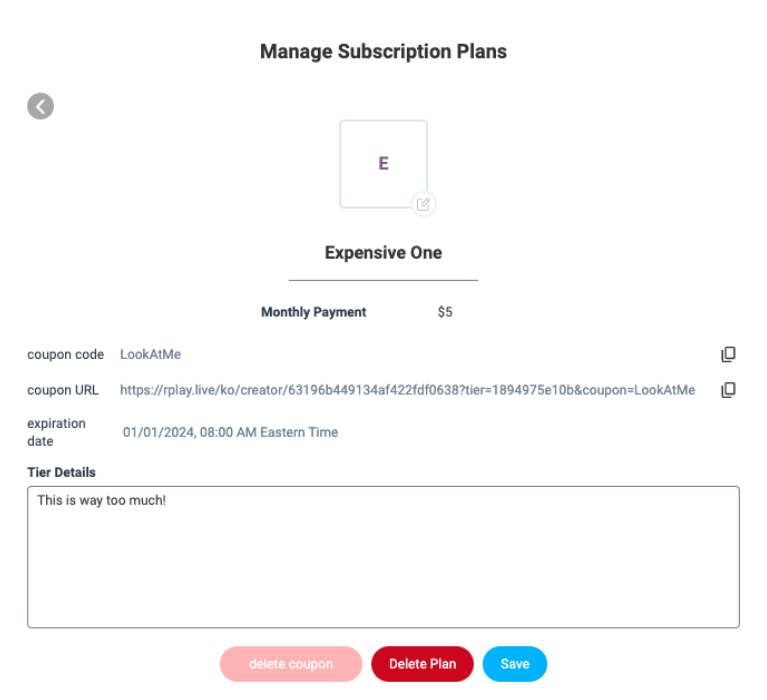 Manage Subscription Plans
E
Expensive One
Monthly Payment $5
coupon code LookAtMe
coupon URL https://rplay.live/ko/creator/63196b449134af422fdf0638?tier=1894975e10b&coupon=LookAtMe
expiration
date
01/01/2024, 08:00 AM Eastern Time
Tier Details
This is way too much!
delete coupon Delete Plan Save